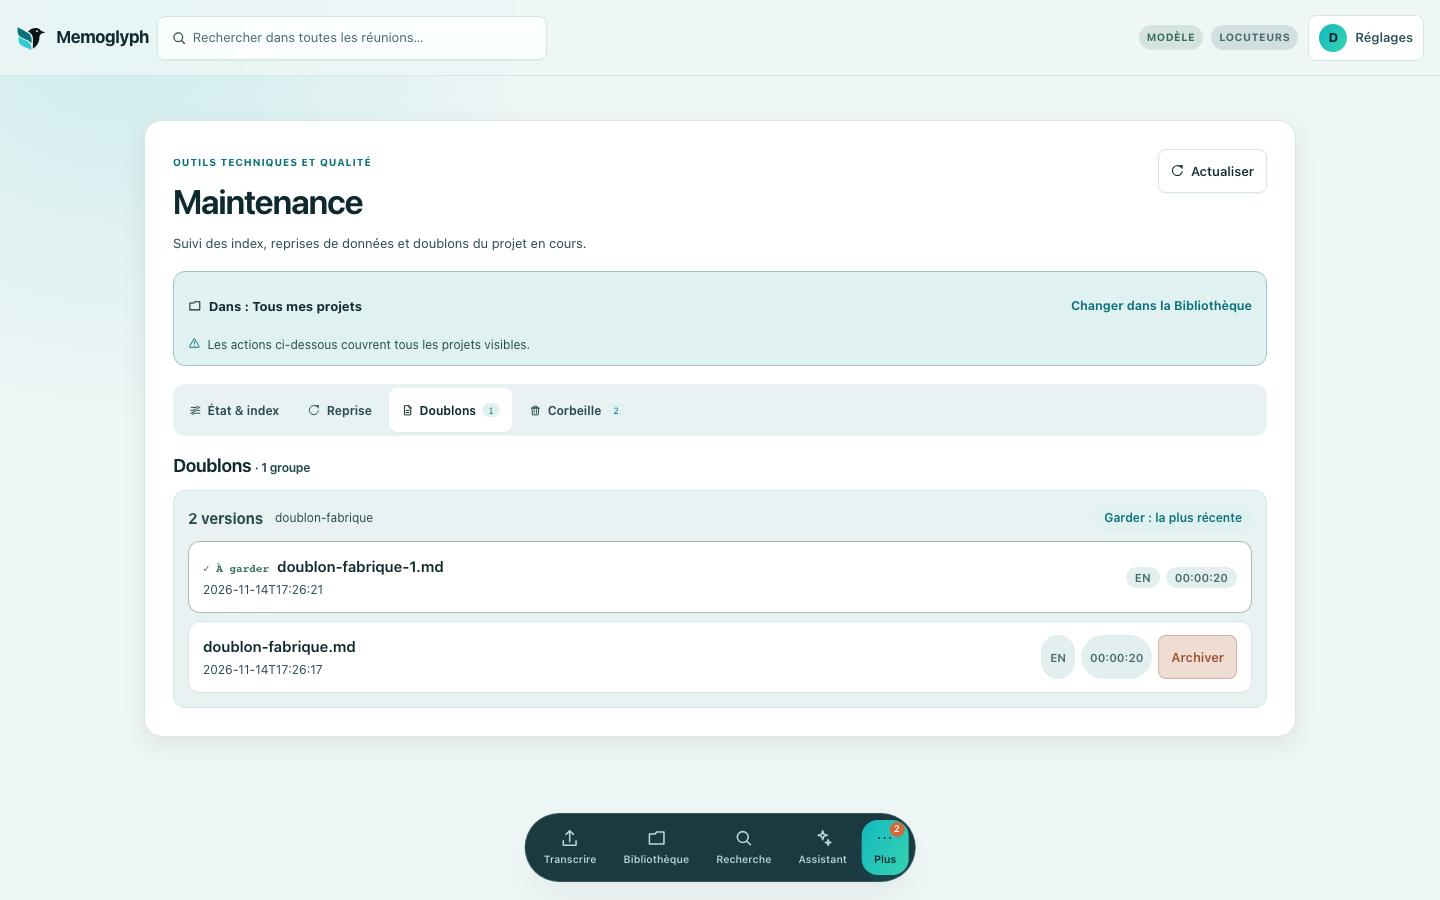 Memoglyph
Rechercher dans toutes les réunions…
MODÈLE
LOCUTEURS
D
Réglages
OUTILS TECHNIQUES ET QUALITÉ
Actualiser
Maintenance
Suivi des index, reprises de données et doublons du projet en cours.
Dans : Tous mes projets
Changer dans la Bibliothèque
Les actions ci-dessous couvrent tous les projets visibles.
État & index
Reprise
Doublons 1
Corbeille 2
Doublons · 1 groupe
2 versions doublon-fabrique
Garder : la plus récente
✓ À garder doublon-fabrique-1.md
2026-11-14T17:26:21
EN
00:00:20
doublon-fabrique.md
2026-11-14T17:26:17
EN
00:00:20
Archiver
Transcrire
Bibliothèque
Recherche
Assistant
2
Plus